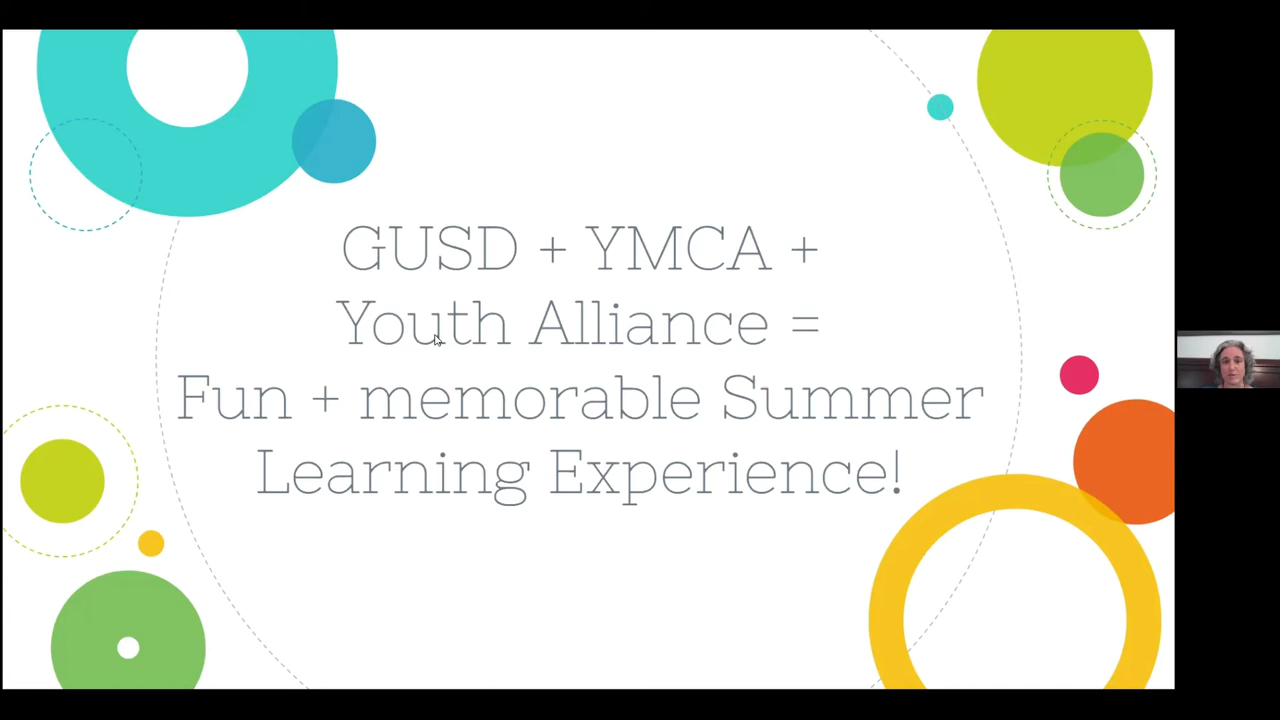 GUSD + YMCA +
Youth Alliance =
Fun + memorable Summer
Learning Experience!